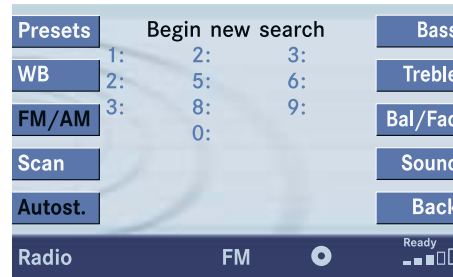 Presets Begin new search Bass
1: 2: 3:
WB 2: 5: 6: Treble
FM/AM 3: 8: 9: Bal/Fad
0:
Scan Sound
Autost. Back
Radio FM Ready